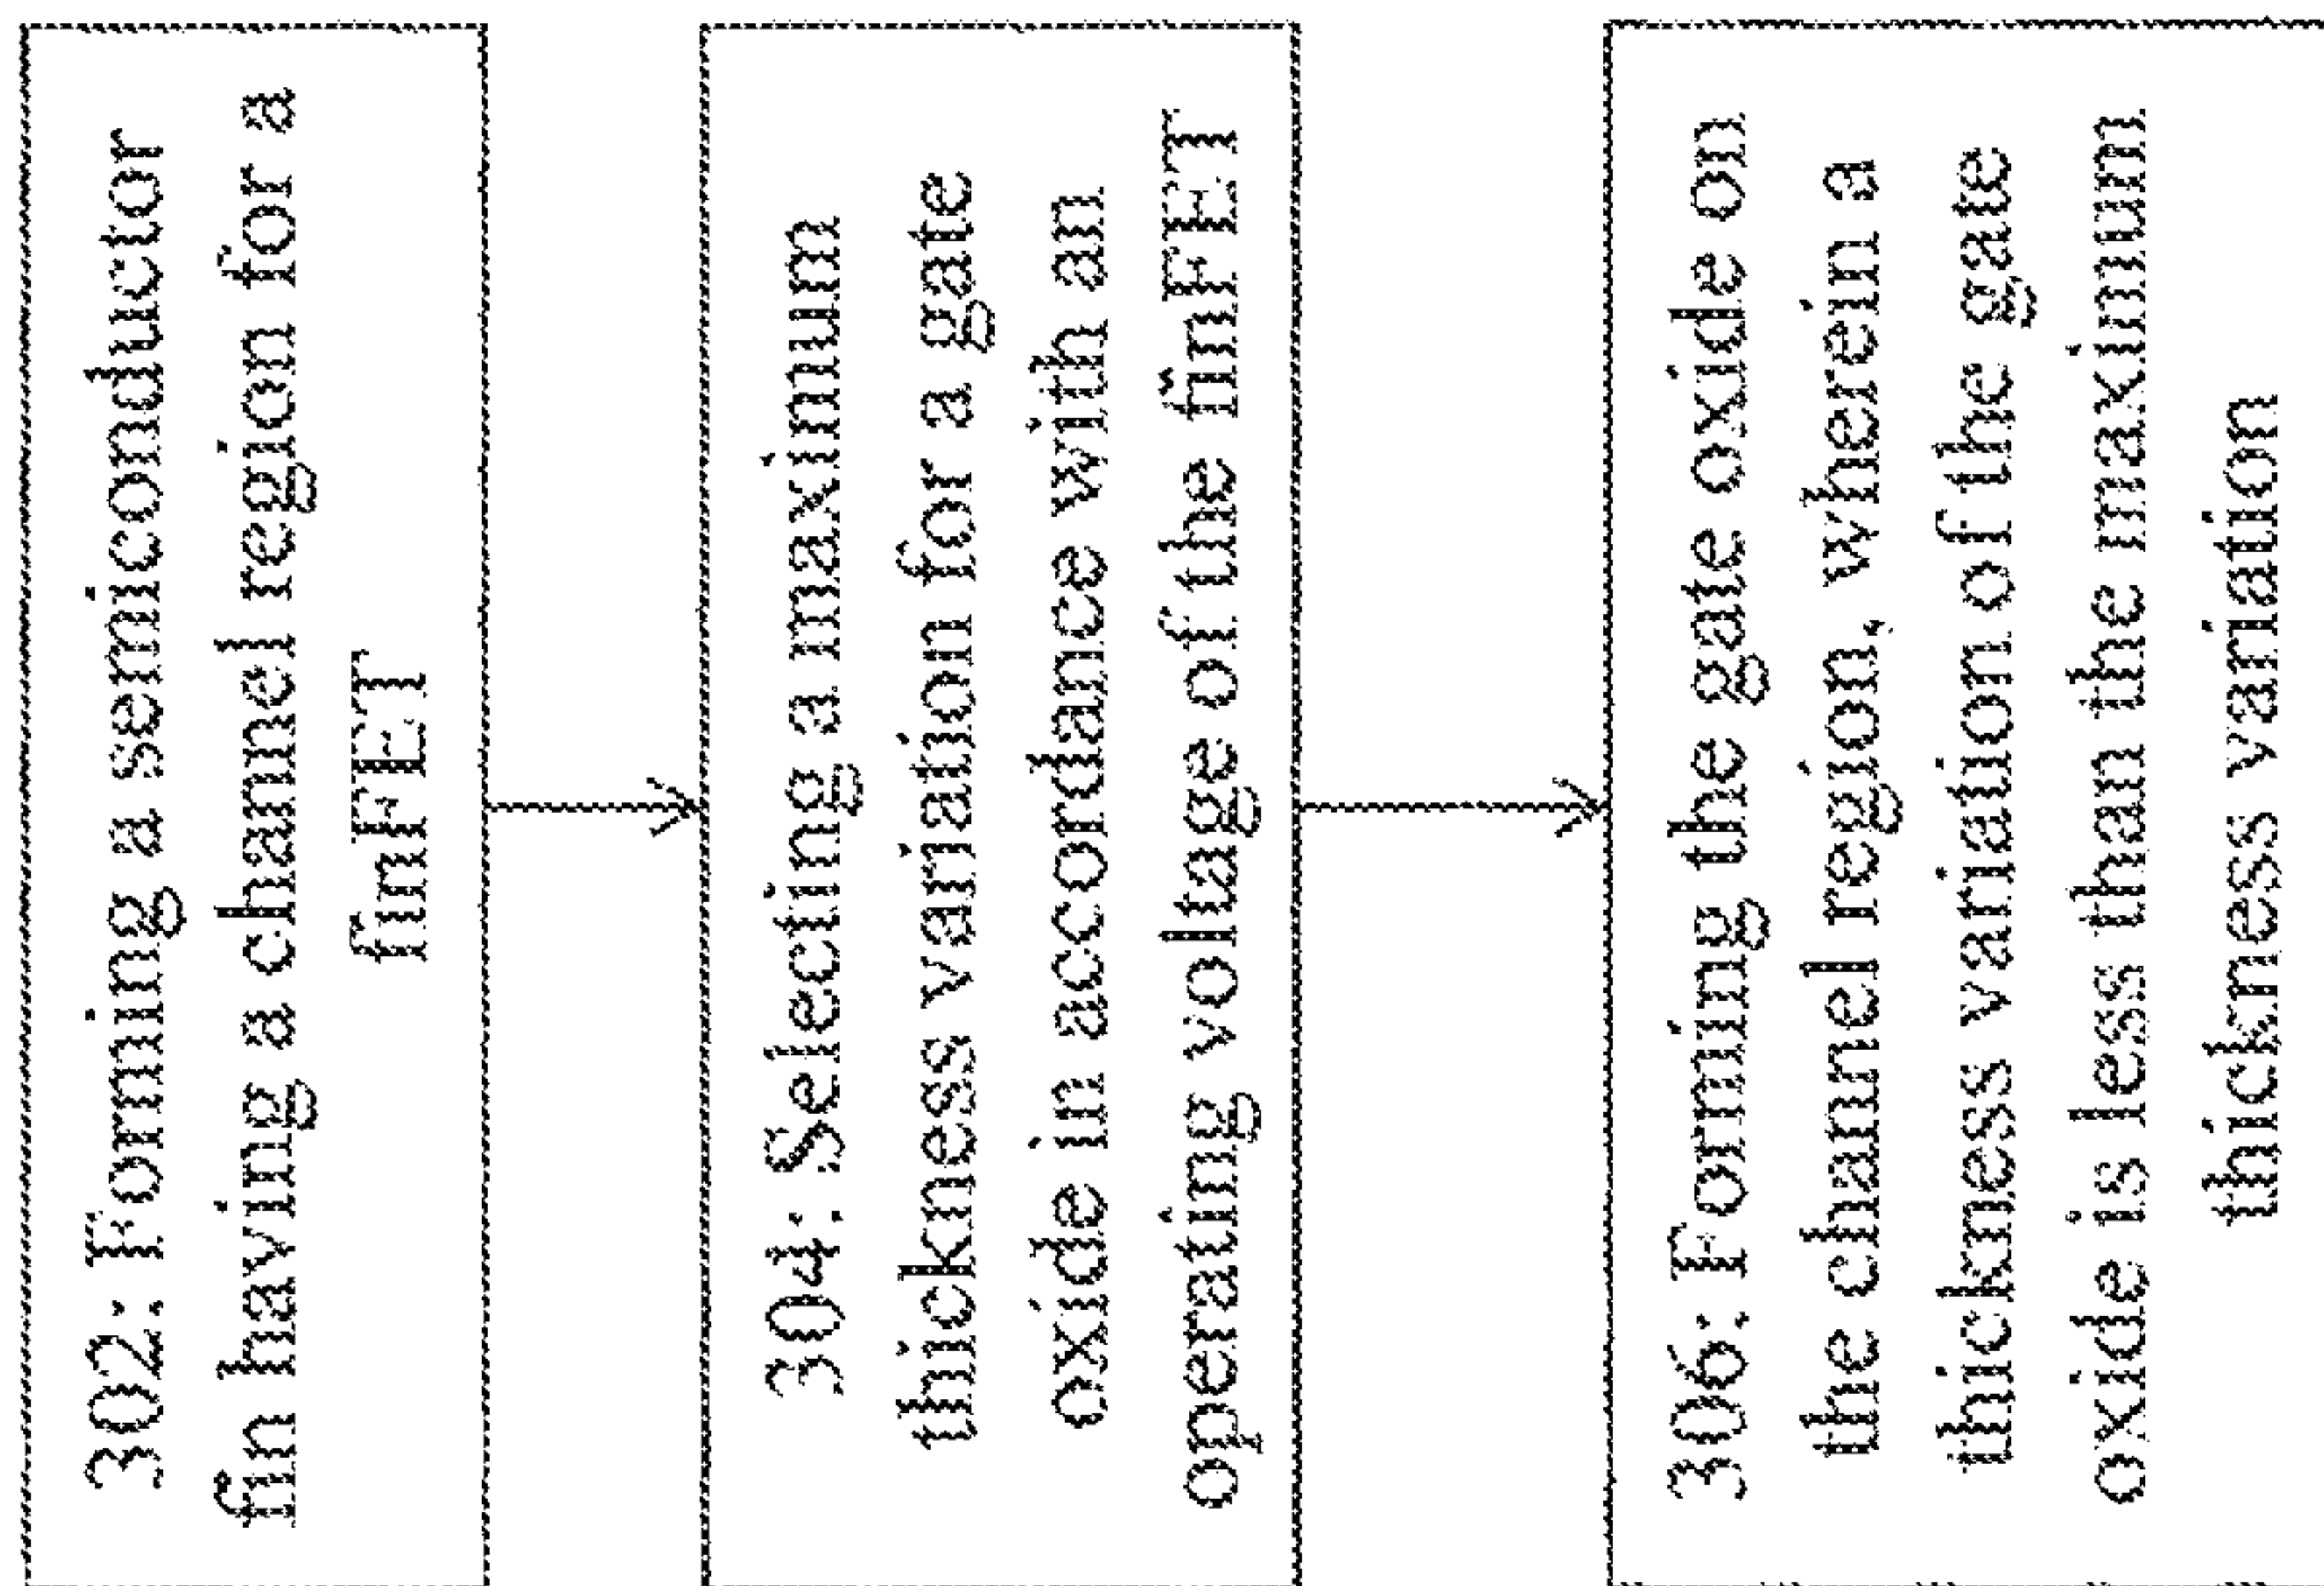 302: Forming a semiconductor
fin having a channel region for a
finFET
304: Selecting a maximum
thickness variation for a gate
oxide in accordance with an
operating voltage of the finFET
306: Forming the gate oxide on
the channel region, wherein a
thickness variation of the gate
oxide is less than the maximum
thickness variation